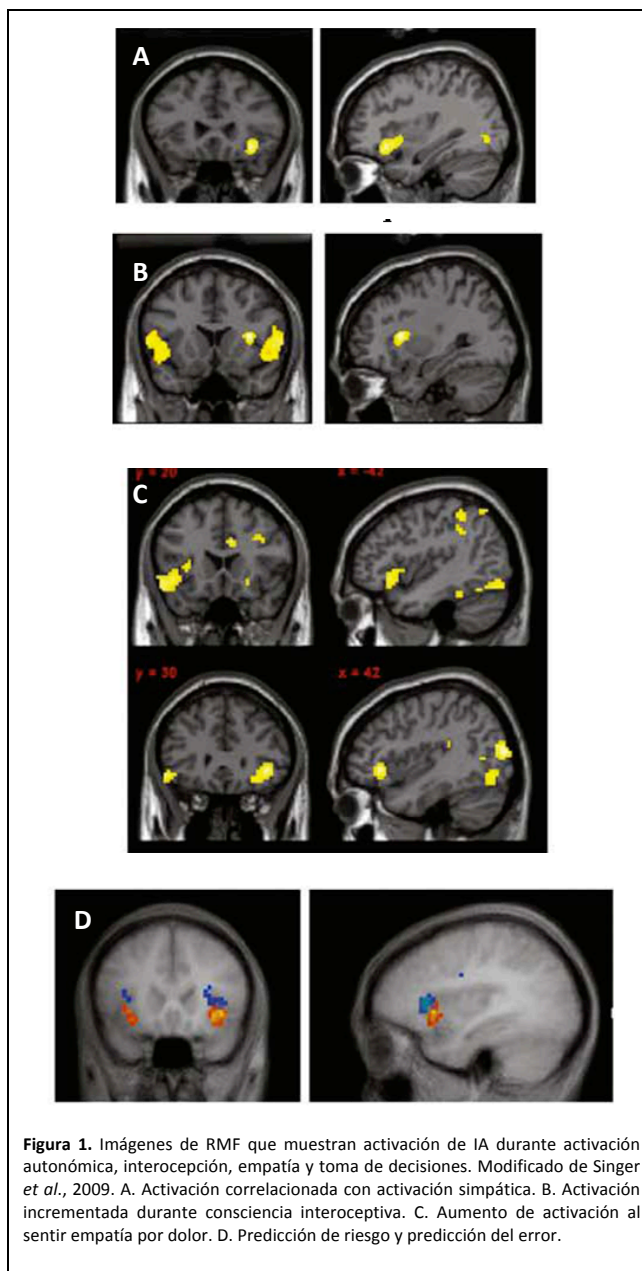 A
B
y = 20
x = -42
C
y = 30
x = 42
D
Figura 1. Imágenes de RMF que muestran activación de IA durante activación
autonómica, interocepción, empatía y toma de decisiones. Modificado de Singer
et al., 2009. A. Activación correlacionada con activación simpática. B. Activación
incrementada durante consciencia interoceptiva. C. Aumento de activación al
sentir empatía por dolor. D. Predicción de riesgo y predicción del error.